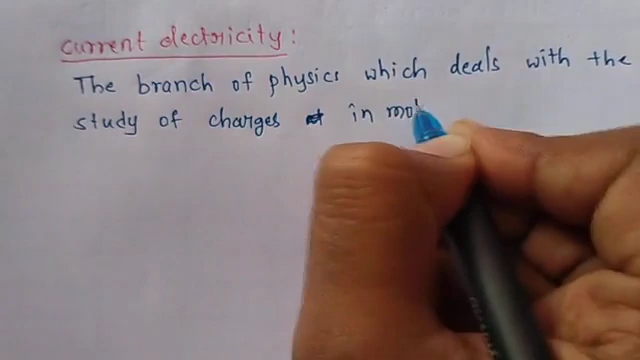 current electricity :
The branch of physics which deals with the
study of charges in